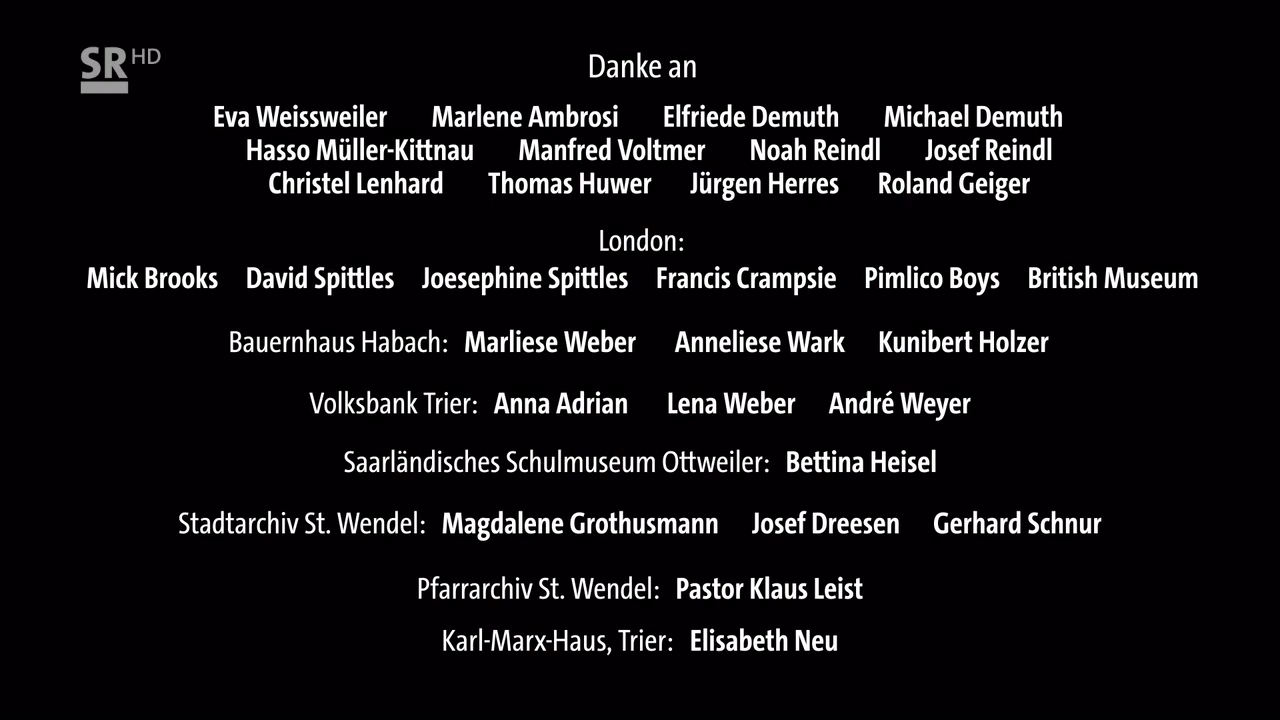 SR HD
Danke an
Eva Weissweiler Marlene Ambrosi Elfriede Demuth Michael Demuth
Hasso Müller-Kittnau Manfred Voltmer Noah Reindl Josef Reindl
Christel Lenhard Thomas Huwer Jürgen Herres Roland Geiger
London:
Mick Brooks David Spittles Joesephine Spittles Francis Crampsie Pimlico Boys British Museum
Bauernhaus Habach: Marliese Weber Anneliese Wark Kunibert Holzer
Volksbank Trier: Anna Adrian Lena Weber André Weyer
Saarländisches Schulmuseum Ottweiler: Bettina Heisel
Stadtarchiv St. Wendel: Magdalene Grothusmann Josef Dreesen Gerhard Schnur
Pfarrarchiv St. Wendel: Pastor Klaus Leist
Karl-Marx-Haus, Trier: Elisabeth Neu